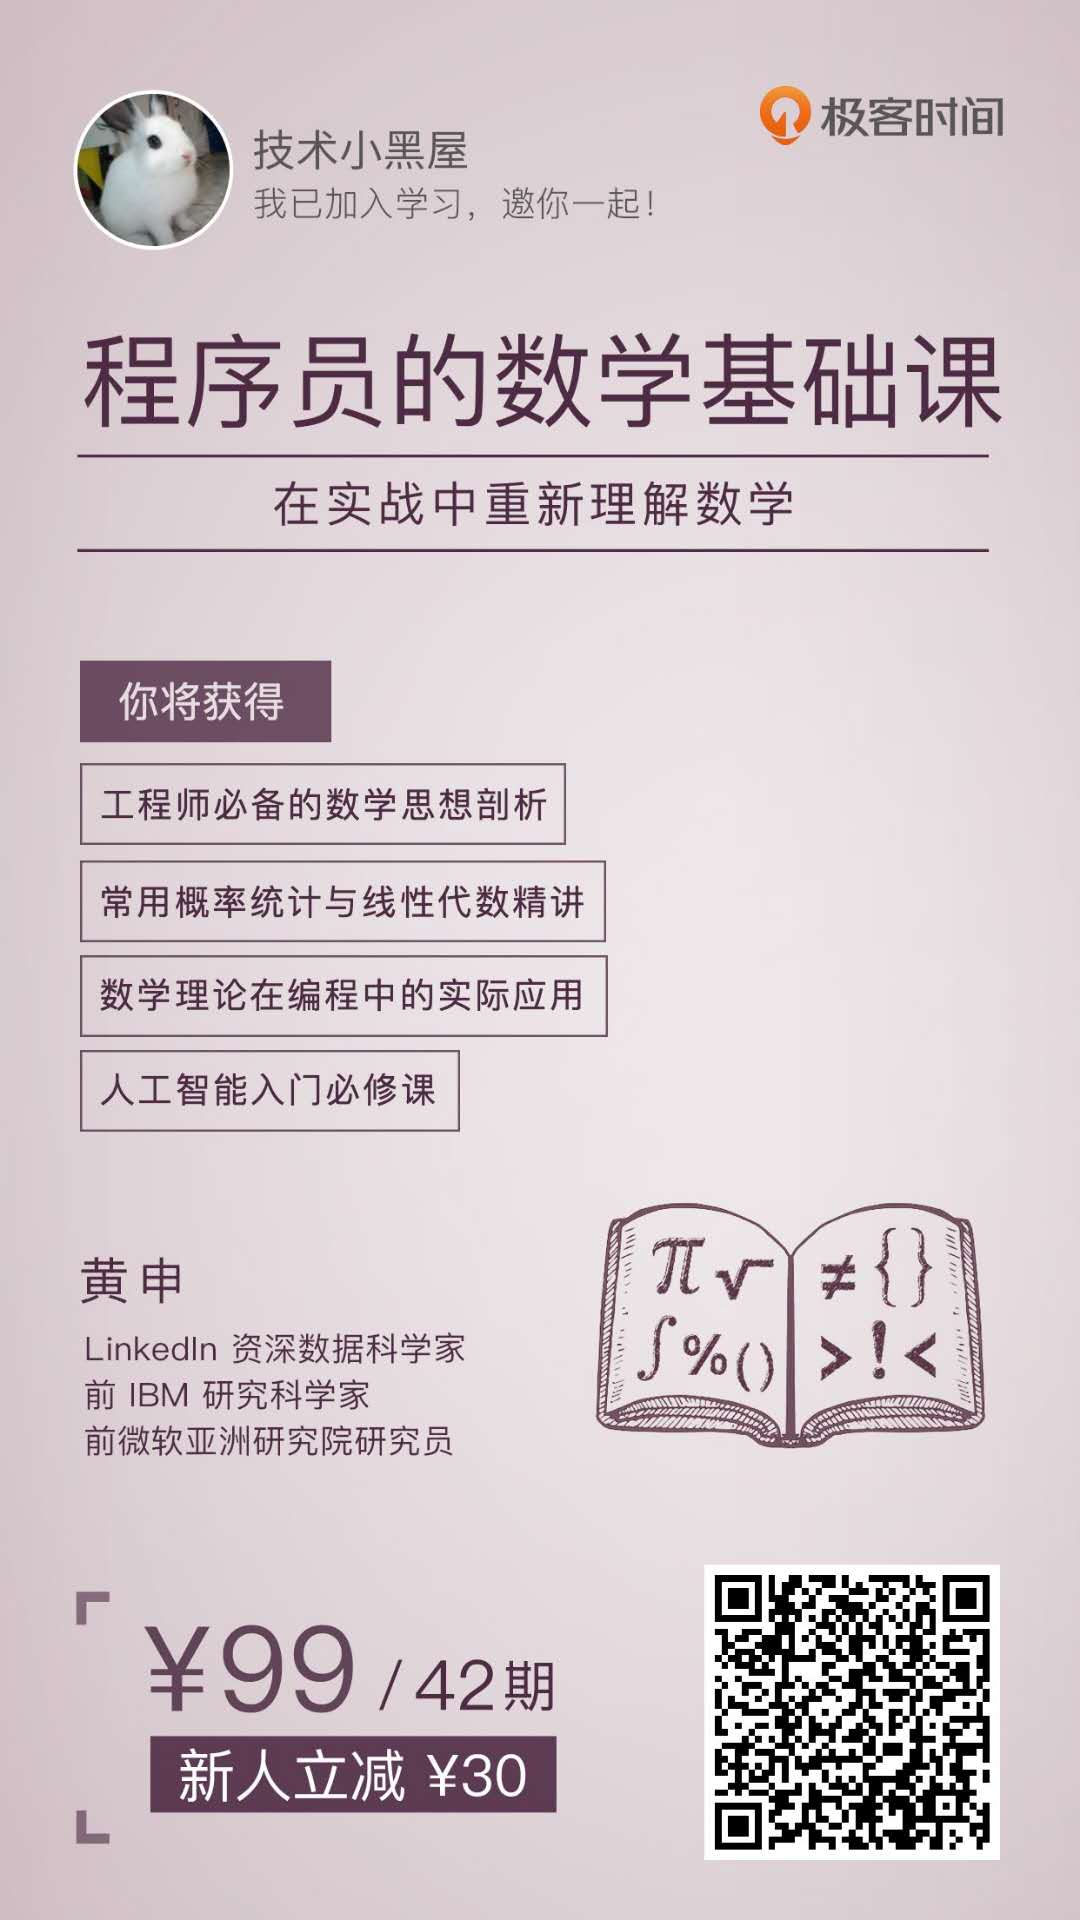 技术小黑屋
我已加入学习，邀你一起！
极客时间
程序员的数学基础课
在实战中重新理解数学
你将获得
工程师必备的数学思想剖析
常用概率统计与线性代数精讲
数学理论在编程中的实际应用
人工智能入门必修课
黄申
LinkedIn 资深数据科学家
前 IBM 研究科学家
前微软亚洲研究院研究员
π √ ≠ { }
∫ % ( ) > ! <
¥99 / 42期
新人立减 ¥30